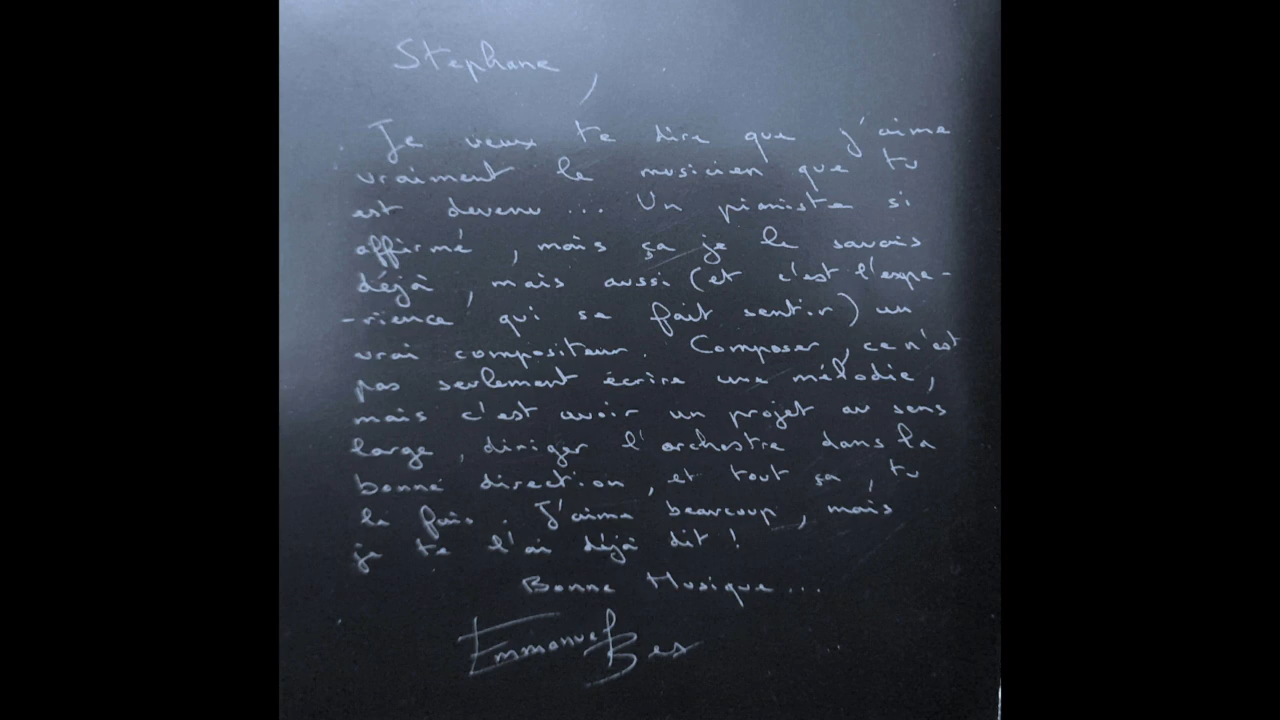 Stephane,
Je veux te dire que j'aime
vraiment le musicien que tu
est devenu ... Un pianiste si
affirmé, mais ça je le savais
déjà, mais aussi (et c'est l'expe-
-rience qui se fait sentir) un
vrai compositeur. Composer, ce n'est
pas seulement écrire une mélodie,
mais c'est avoir un projet au sens
large, diriger l'orchestre dans la
bonne direction, et tout ça, tu
le fais. J'aime beaucoup, mais
je te l'ai déjà dit !
Bonne Musique ...
Emmanuel Bex